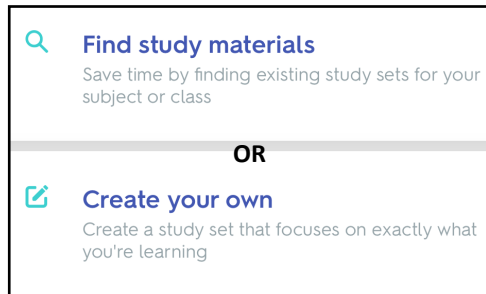 Find study materials
Save time by finding existing study sets for your
subject or class
OR
Create your own
Create a study set that focuses on exactly what
you're learning